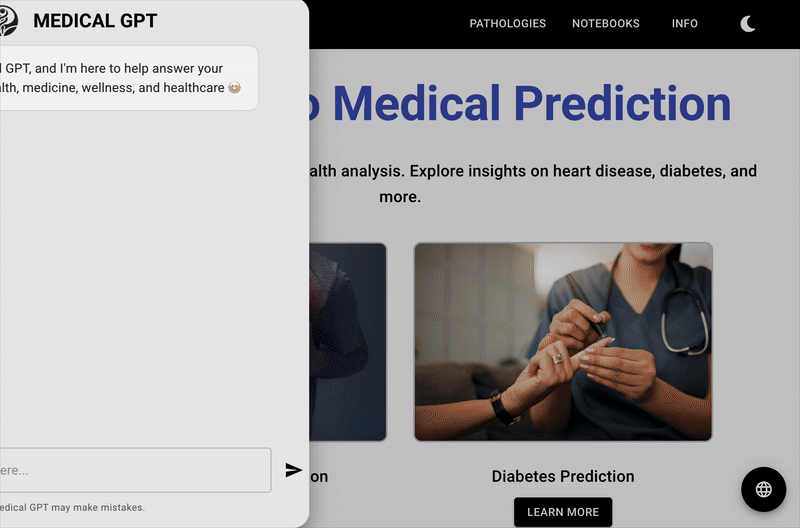 MEDICAL GPT
GPT, and I'm here to help answer your
health, medicine, wellness, and healthcare
ere...
edical GPT may make mistakes.
PATHOLOGIES
NOTEBOOKS
INFO
o Medical Prediction
alth analysis. Explore insights on heart disease, diabetes, and
more.
on
Diabetes Prediction
LEARN MORE